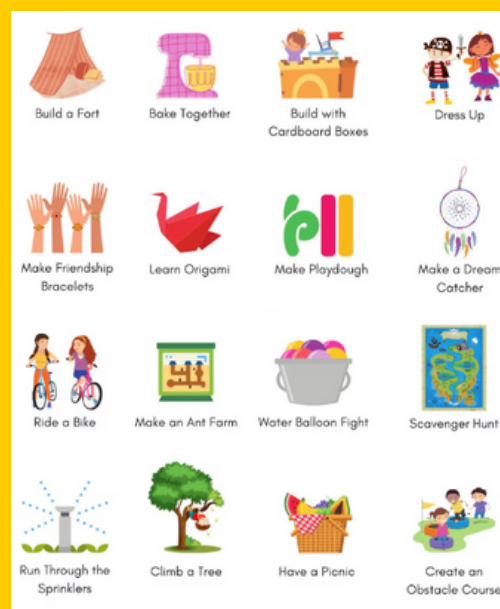 Build a Fort
Bake Together
Build with
Cardboard Boxes
Dress Up
Make Friendship
Bracelets
Learn Origami
Make Playdough
Make a Dream
Catcher
Ride a Bike
Make an Ant Farm
Water Balloon Fight
Scavenger Hunt
Run Through the
Sprinklers
Climb a Tree
Have a Picnic
Create an
Obstacle Course